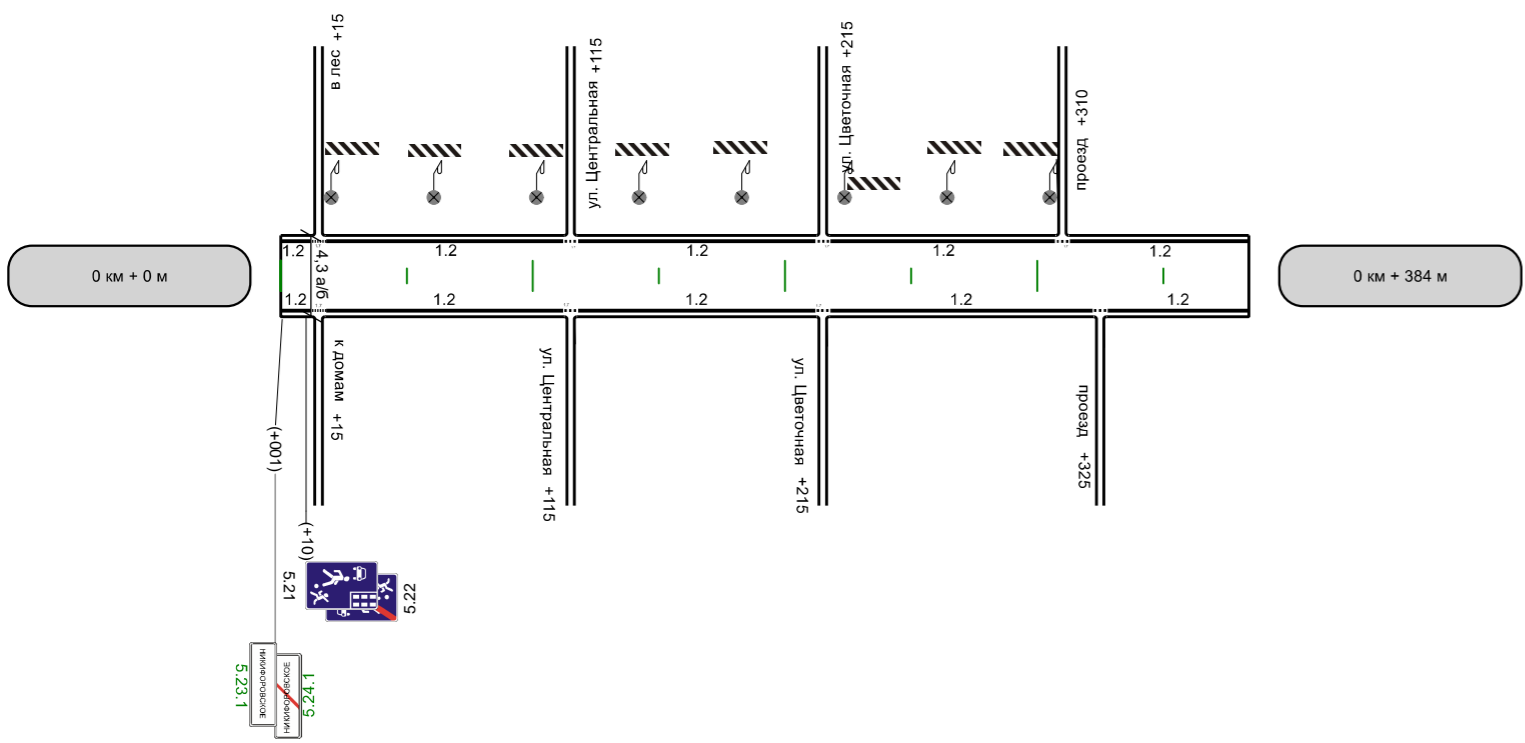 в лес +15
ул. Центральная +115
ул. Цветочная +215
проезд +310
1.2
1.2
1.2
1.2
1.2
0 км + 0 м
4,3 а/б
0 км + 384 м
1.2
1.2
1.2
1.2
1.2
к домам +15
ул. Центральная +115
ул. Цветочная +215
проезд +325
(+001)
(+10)
5.21
5.22
НИКИФОРОВСКОЕ
НИКИФОРОВСКОЕ
5.23.1
5.24.1